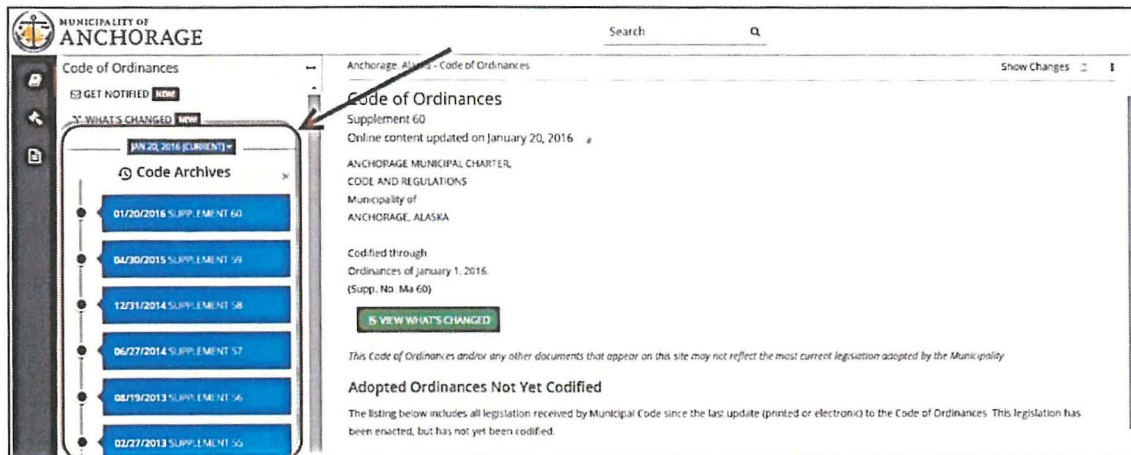 MUNICIPALITY OF
ANCHORAGE
Search
Code of Ordinances
GET NOTIFIED NEW!
WHAT'S CHANGED NEW!
JAN 20, 2016 (CURRENT)
Code Archives
×
01/20/2016 SUPPLEMENT 60
04/30/2015 SUPPLEMENT 59
12/31/2014 SUPPLEMENT 58
06/27/2014 SUPPLEMENT 57
08/19/2013 SUPPLEMENT 56
02/27/2013 SUPPLEMENT 55
Anchorage, Alaska - Code of Ordinances
Show Changes
Code of Ordinances
Supplement 60
Online content updated on January 20, 2016
ANCHORAGE MUNICIPAL CHARTER,
CODE AND REGULATIONS
Municipality of
ANCHORAGE, ALASKA
Codified through
Ordinances of January 1, 2016.
(Supp. No. Ma 60)
VIEW WHAT'S CHANGED
This Code of Ordinances and/or any other documents that appear on this site may not reflect the most current legislation adopted by the Municipality
Adopted Ordinances Not Yet Codified
The listing below includes all legislation received by Municipal Code since the last update (printed or electronic) to the Code of Ordinances. This legislation has
been enacted, but has not yet been codified.